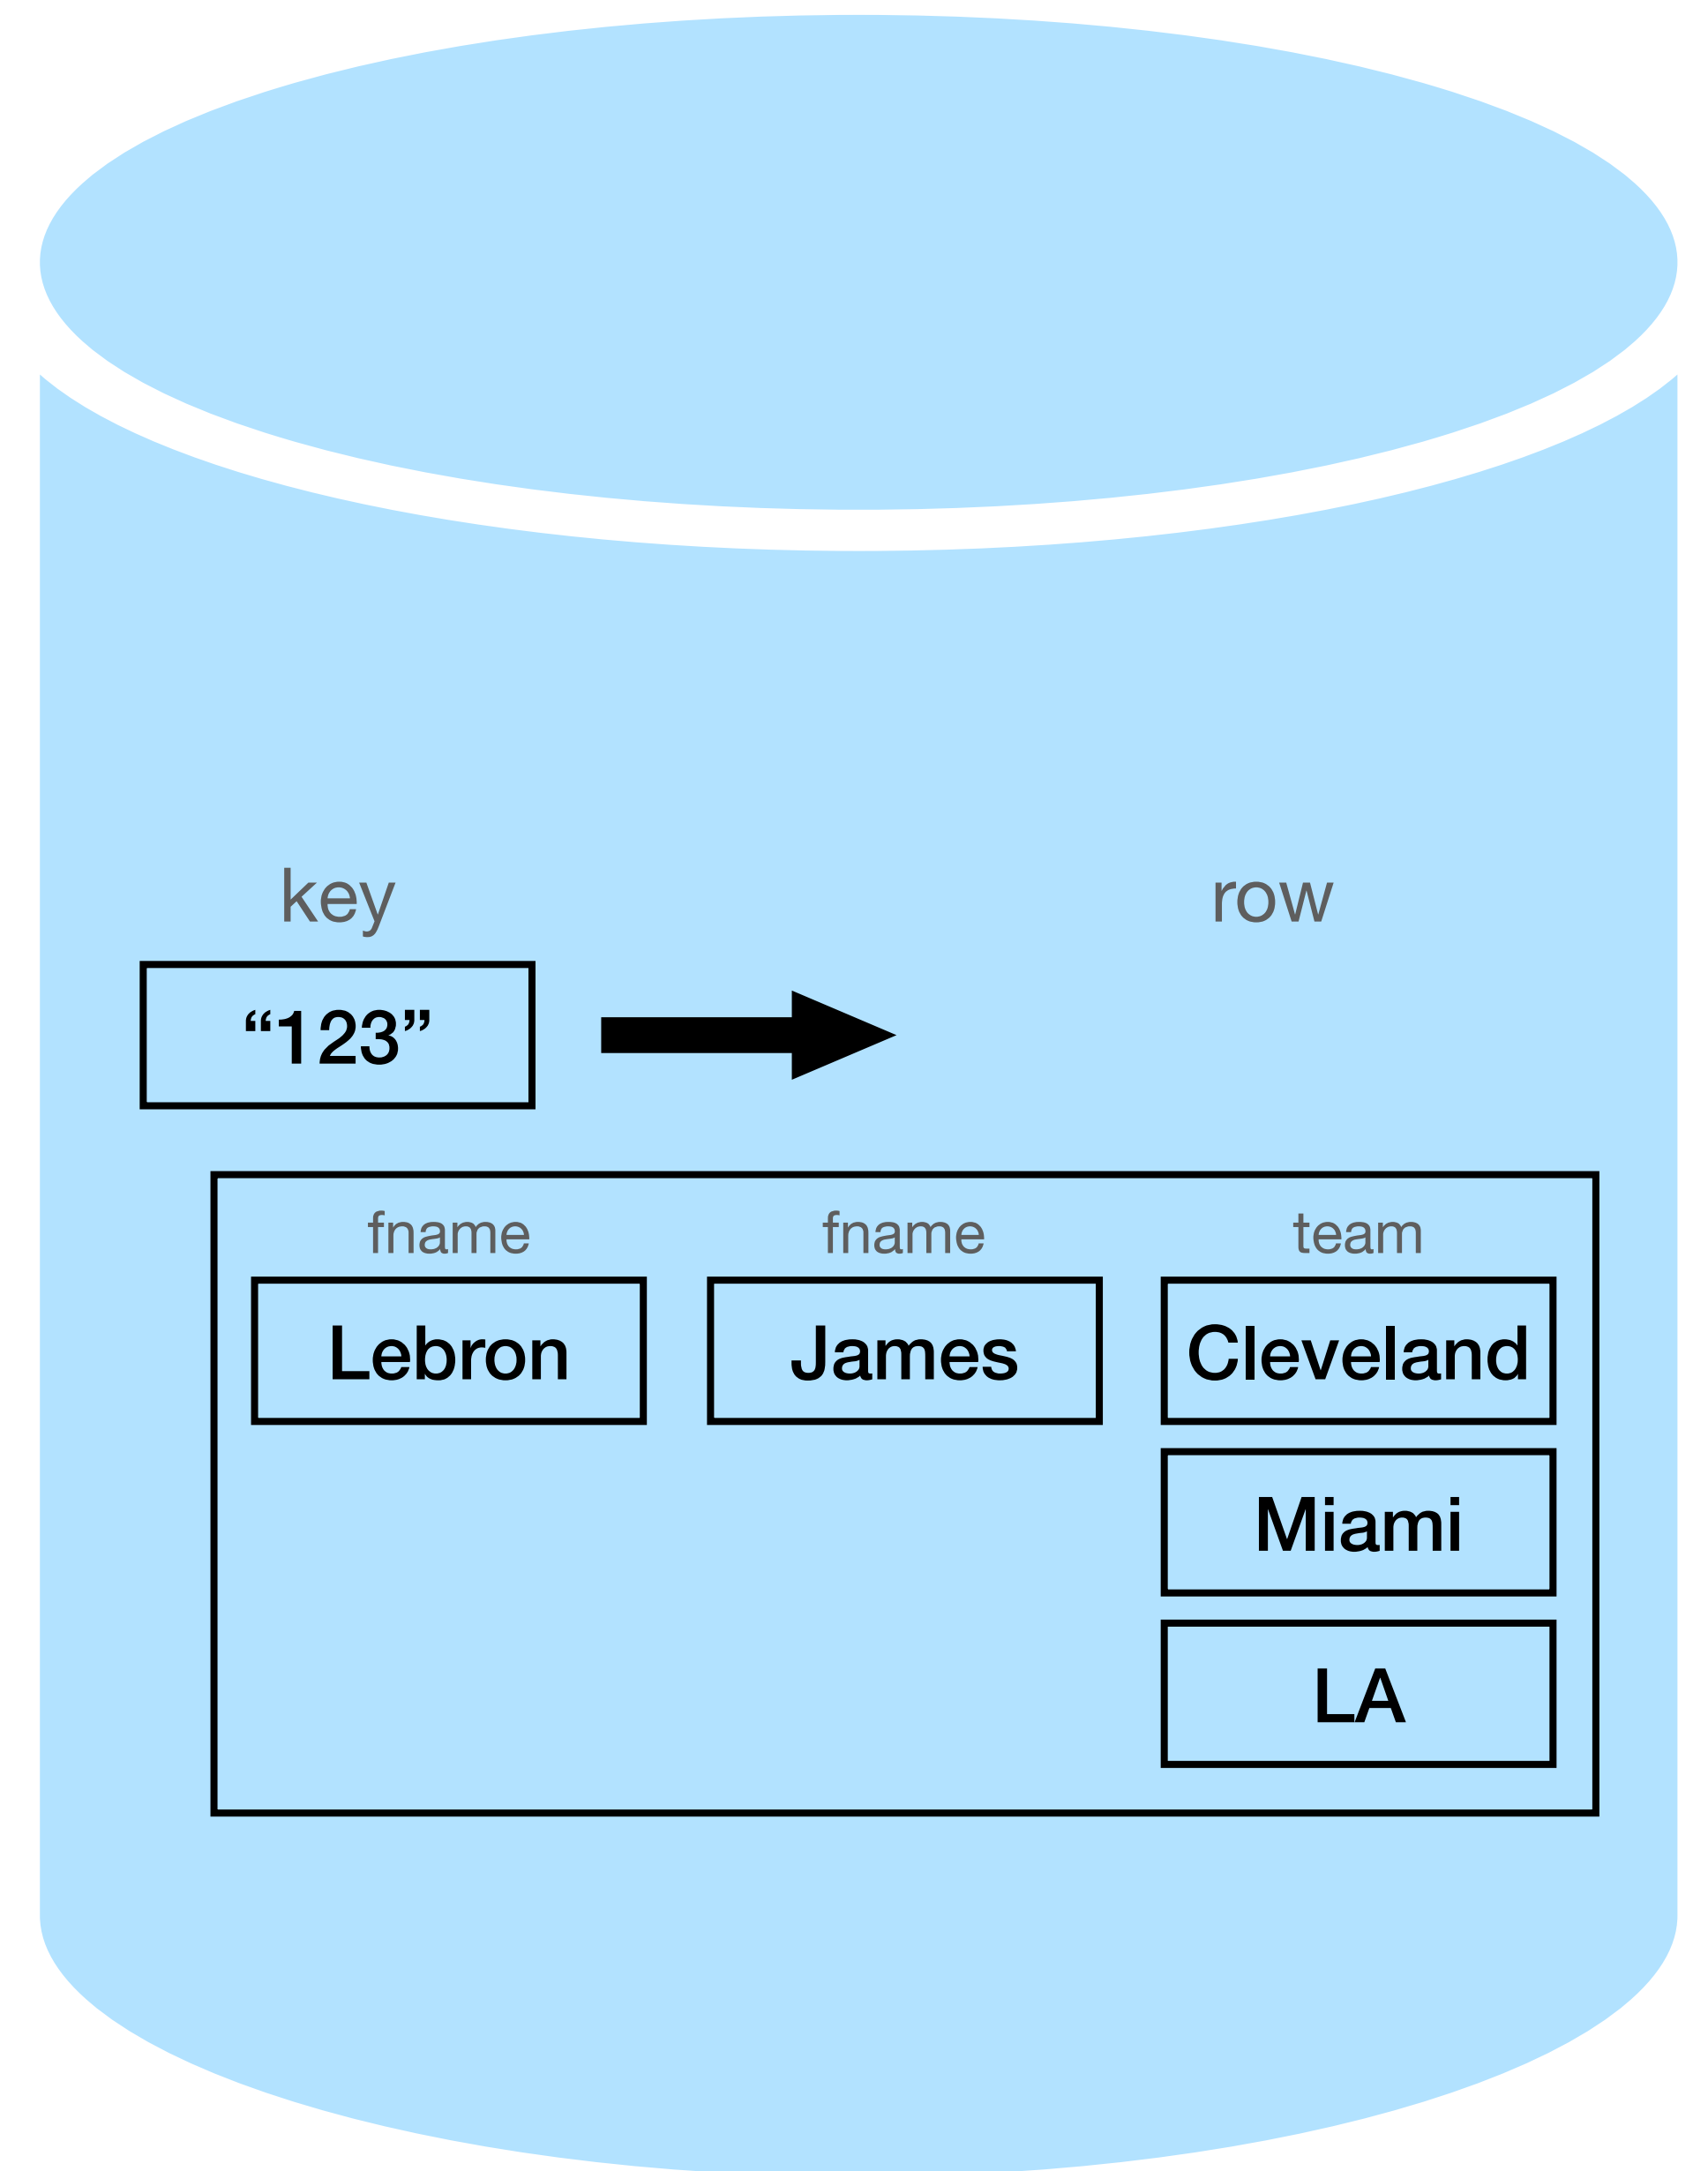 key row
“123”
fname fname team
Lebron James Cleveland
Miami
LA